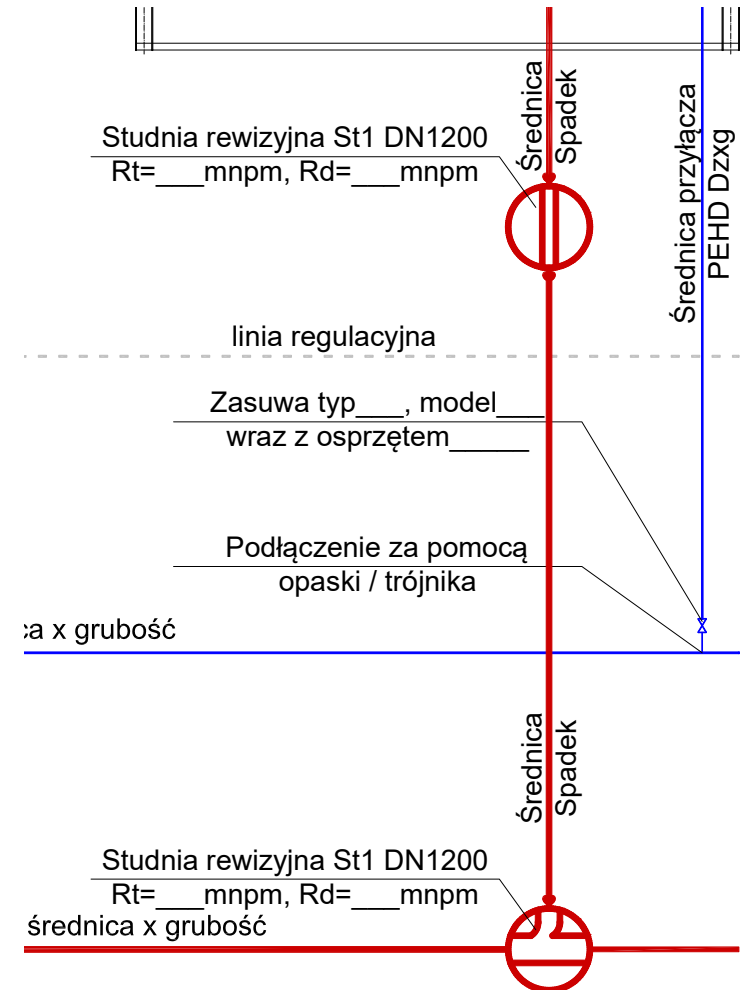 Średnica
Spadek
Średnica przyłącza
PEHD Dzxg
Studnia rewizyjna St1 DN1200
Rt=___mnpm, Rd=___mnpm
linia regulacyjna
Zasuwa typ___, model___
wraz z osprzętem_____
Podłączenie za pomocą
opaski / trójnika
ca x grubość
Średnica
Spadek
Studnia rewizyjna St1 DN1200
Rt=___mnpm, Rd=___mnpm
średnica x grubość